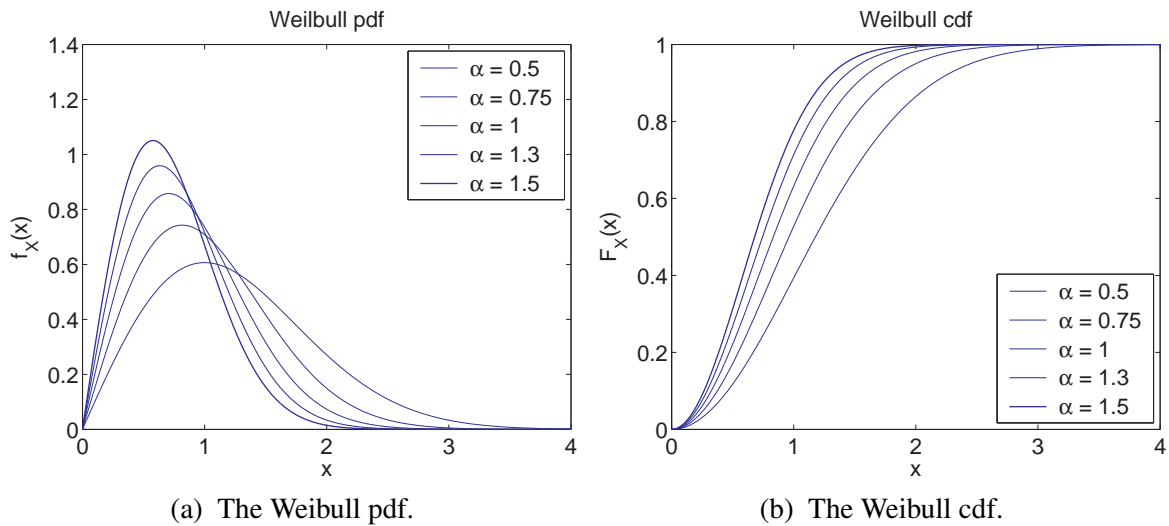 Weilbull pdf
1.4
1.2
1
0.8
0.6
0.4
0.2
0
f_X(x)
α = 0.5
α = 0.75
α = 1
α = 1.3
α = 1.5
0 1 2 3 4
x
(a) The Weibull pdf.
Weilbull cdf
1
0.8
0.6
0.4
0.2
0
F_X(x)
α = 0.5
α = 0.75
α = 1
α = 1.3
α = 1.5
0 1 2 3 4
x
(b) The Weibull cdf.